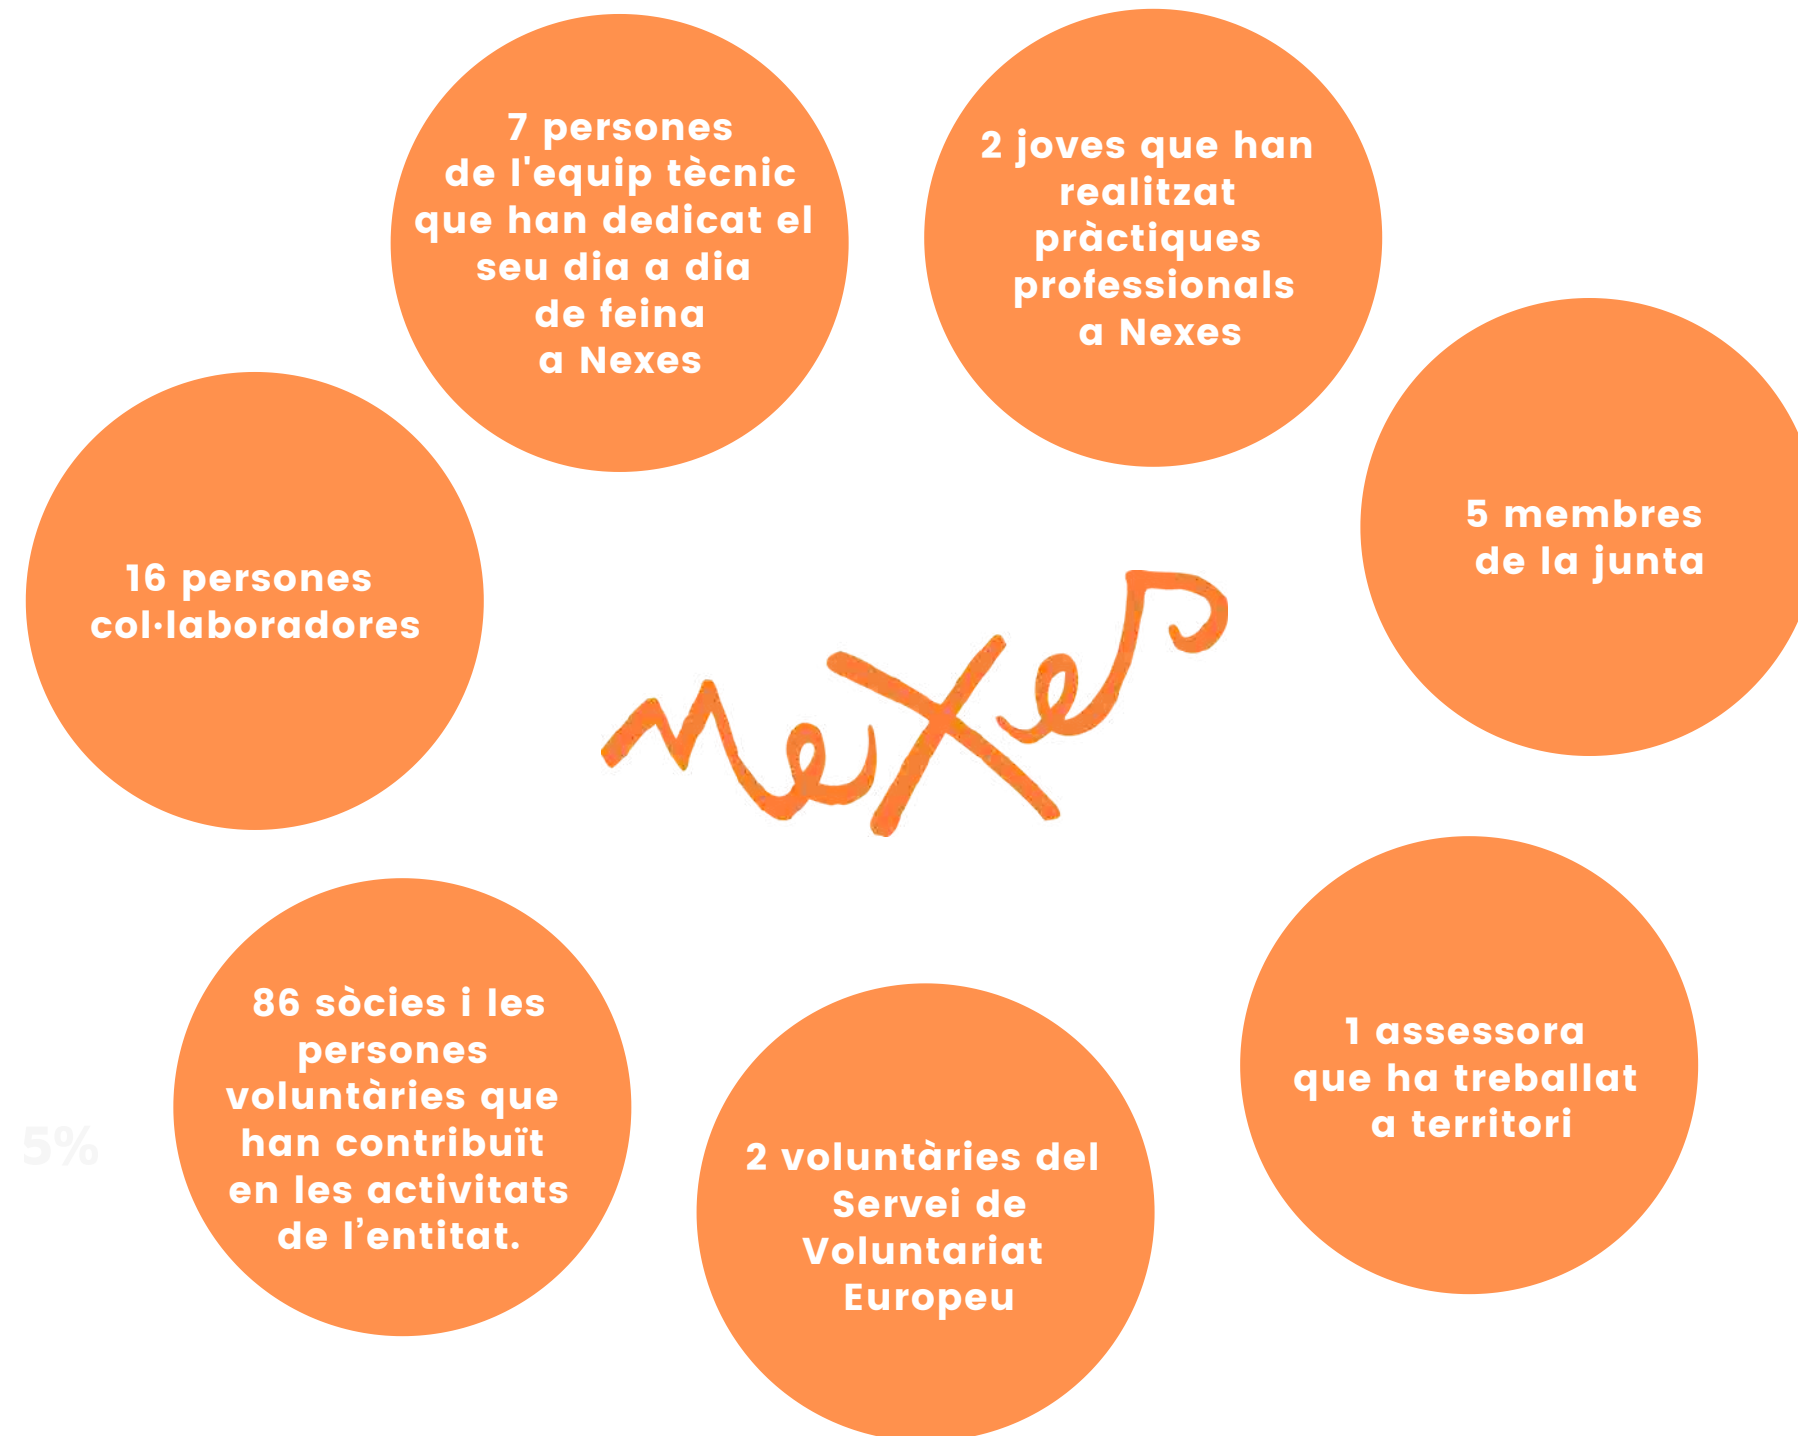 7 persones
de l'equip tècnic
que han dedicat el
seu dia a dia
de feina
a Nexes
2 joves que han
realitzat
pràctiques
professionals
a Nexes
5 membres
de la junta
16 persones
col·laboradores
nexes
86 sòcies i les
persones
voluntàries que
han contribuït
en les activitats
de l’entitat.
1 assessora
que ha treballat
a territori
2 voluntàries del
Servei de
Voluntariat
Europeu
5%